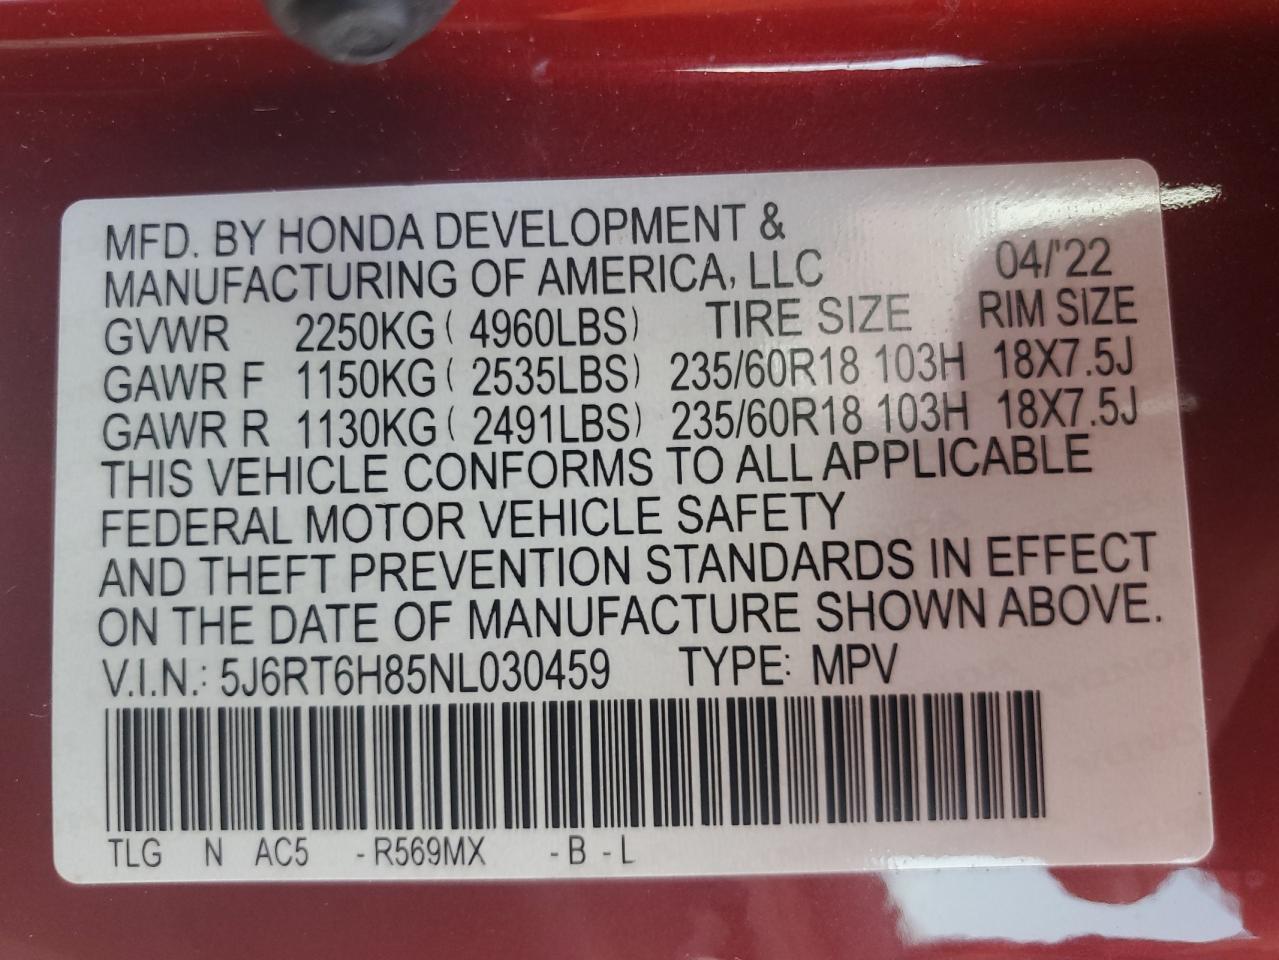 MFD. BY HONDA DEVELOPMENT &
MANUFACTURING OF AMERICA, LLC 04/'22
GVWR 2250KG ( 4960LBS) TIRE SIZE RIM SIZE
GAWR F 1150KG ( 2535LBS) 235/60R18 103H 18X7.5J
GAWR R 1130KG ( 2491LBS) 235/60R18 103H 18X7.5J
THIS VEHICLE CONFORMS TO ALL APPLICABLE
FEDERAL MOTOR VEHICLE SAFETY
AND THEFT PREVENTION STANDARDS IN EFFECT
ON THE DATE OF MANUFACTURE SHOWN ABOVE.
V.I.N.: 5J6RT6H85NL030459 TYPE: MPV
TLG N AC5 -R569MX -B -L